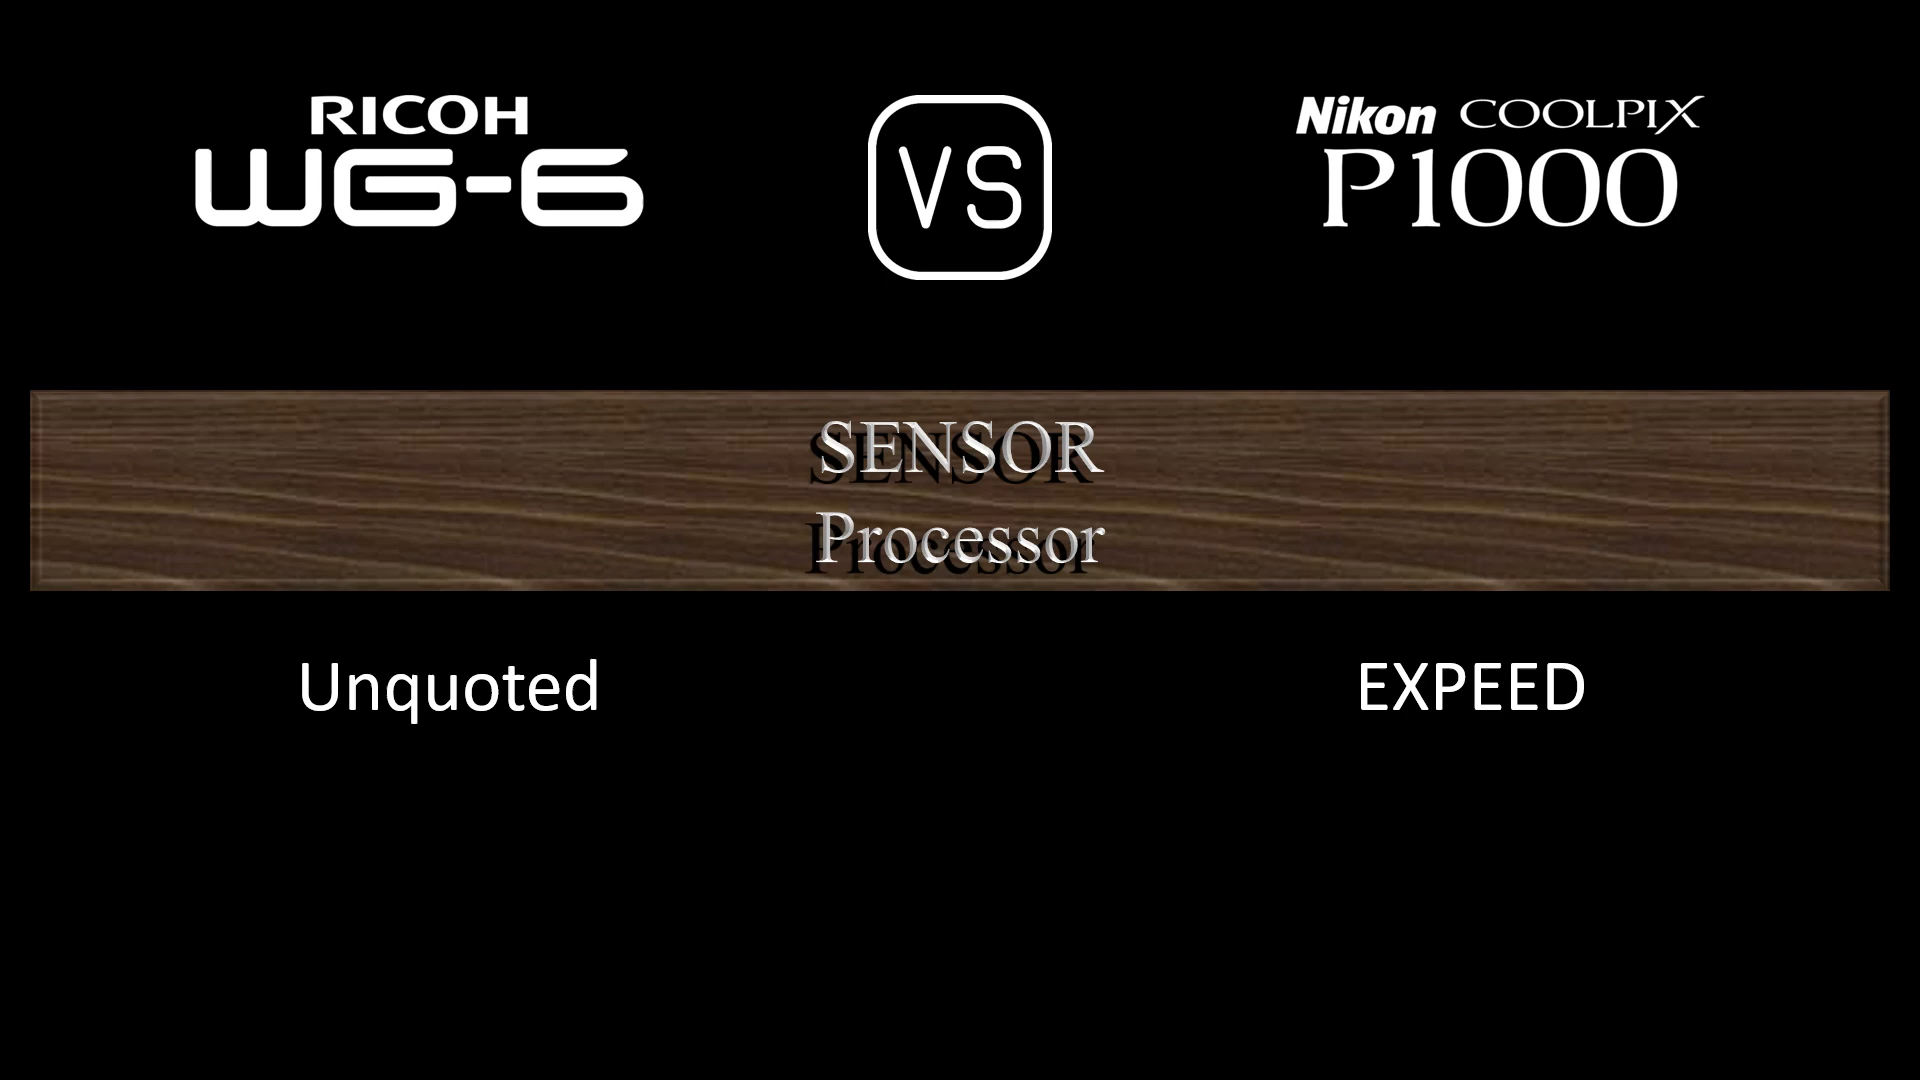 RICOH
WG-6
VS
Nikon COOLPIX
P1000
SENSOR
Processor
Unquoted
EXPEED